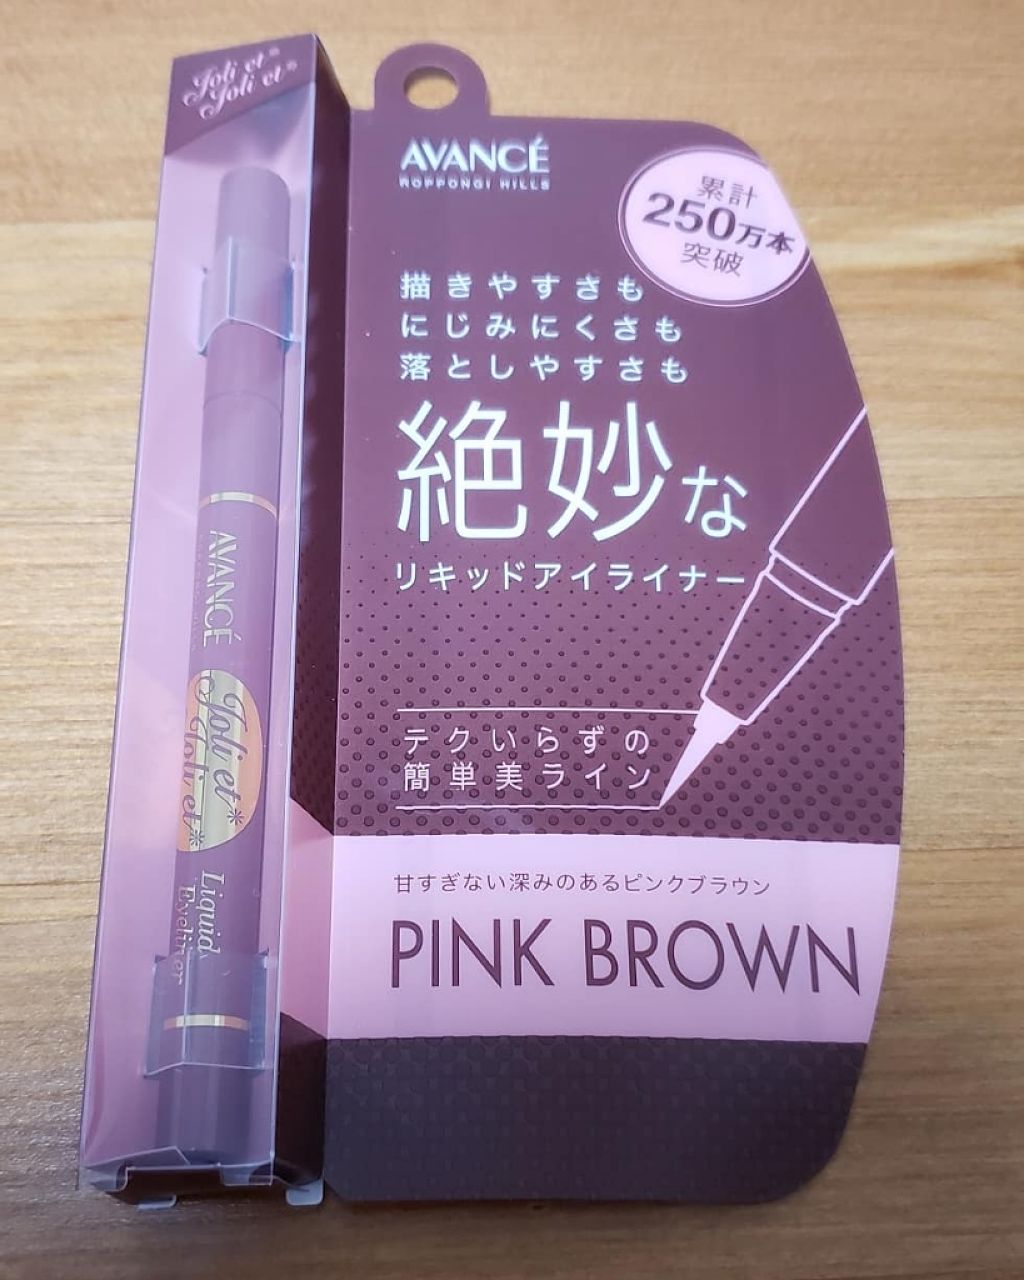 Joli et*
Joli et*
AVANCÉ
ROPPONGI HILLS
累計
250万本
突破
描きやすさも
にじみにくさも
落としやすさも
絶妙な
リキッドアイライナー
テクいらずの
簡単美ライン
甘すぎない深みのあるピンクブラウン
PINK BROWN
AVANCÉ
Joli et*
Joli et*
Liquid
Eyeliner